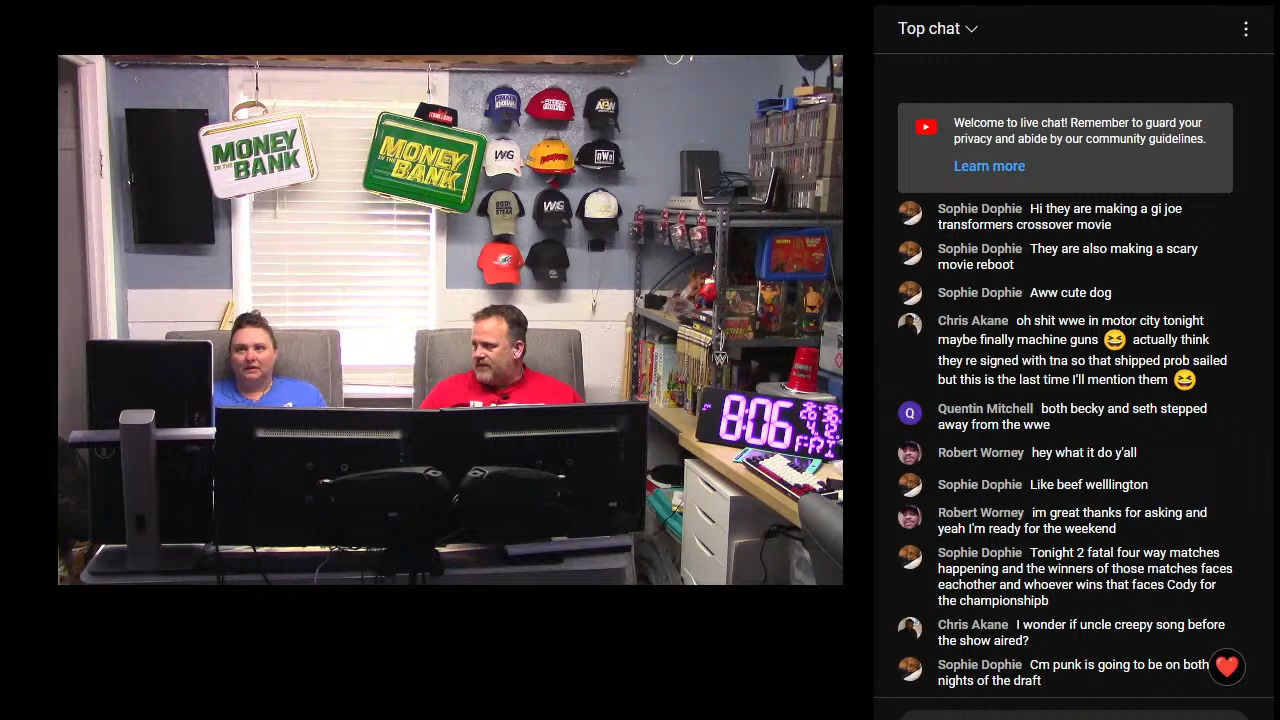 Top chat
Welcome to live chat! Remember to guard your
privacy and abide by our community guidelines.
Learn more
Sophie Dophie Hi they are making a gi joe
transformers crossover movie
Sophie Dophie They are also making a scary
movie reboot
Sophie Dophie Aww cute dog
Chris Akane oh shit wwe in motor city tonight
maybe finally machine guns 😆 actually think
they re signed with tna so that shipped prob sailed
but this is the last time I'll mention them 😆
Q
Quentin Mitchell both becky and seth stepped
away from the wwe
Robert Worney hey what it do y'all
Sophie Dophie Like beef welllington
Robert Worney im great thanks for asking and
yeah I'm ready for the weekend
Sophie Dophie Tonight 2 fatal four way matches
happening and the winners of those matches faces
eachother and whoever wins that faces Cody for
the championshipb
Chris Akane I wonder if uncle creepy song before
the show aired?
Sophie Dophie Cm punk is going to be on both
nights of the draft
MONEY
IN THE
BANK
MONEY
IN THE
BANK
APW
W4G
nWo
W4G
8:06
FRI